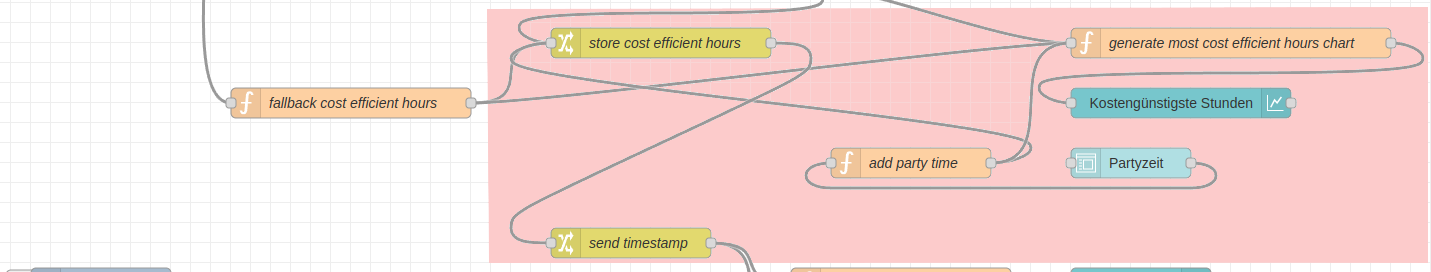 store cost efficient hours
generate most cost efficient hours chart
fallback cost efficient hours
Kostengünstigste Stunden
add party time
Partyzeit
send timestamp